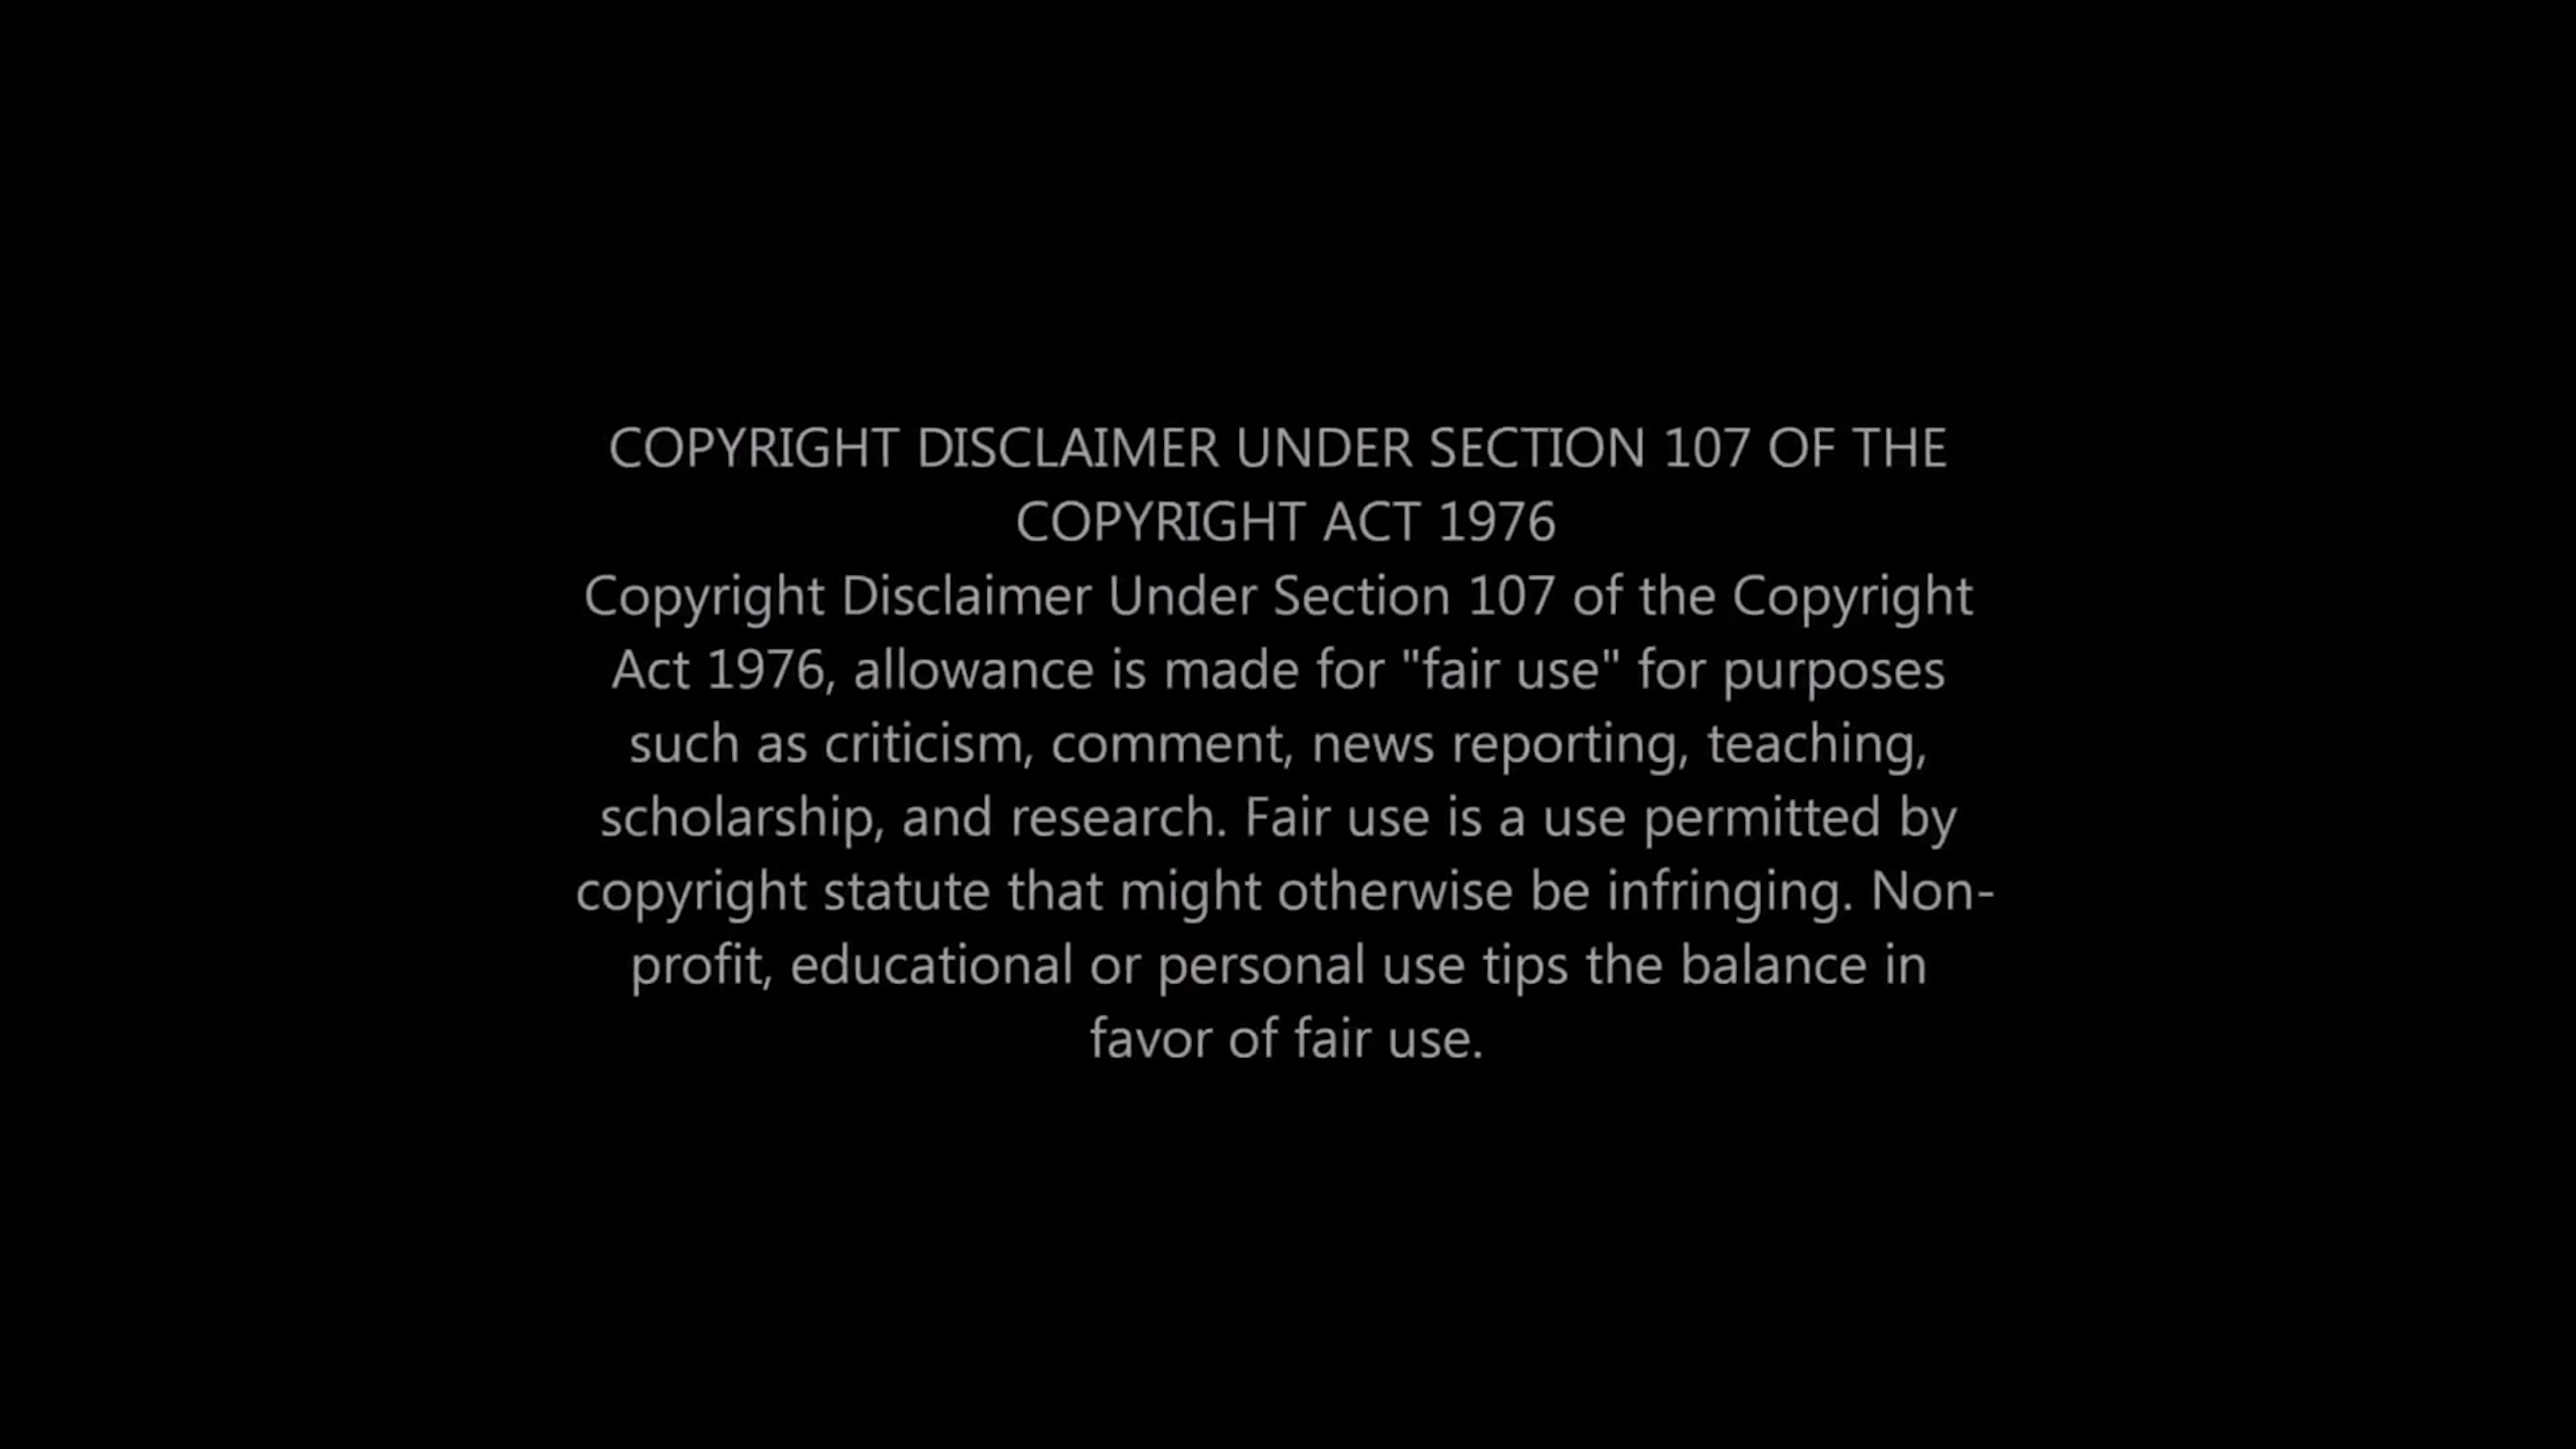 COPYRIGHT DISCLAIMER UNDER SECTION 107 OF THE
COPYRIGHT ACT 1976
Copyright Disclaimer Under Section 107 of the Copyright
Act 1976, allowance is made for "fair use" for purposes
such as criticism, comment, news reporting, teaching,
scholarship, and research. Fair use is a use permitted by
copyright statute that might otherwise be infringing. Non-
profit, educational or personal use tips the balance in
favor of fair use.